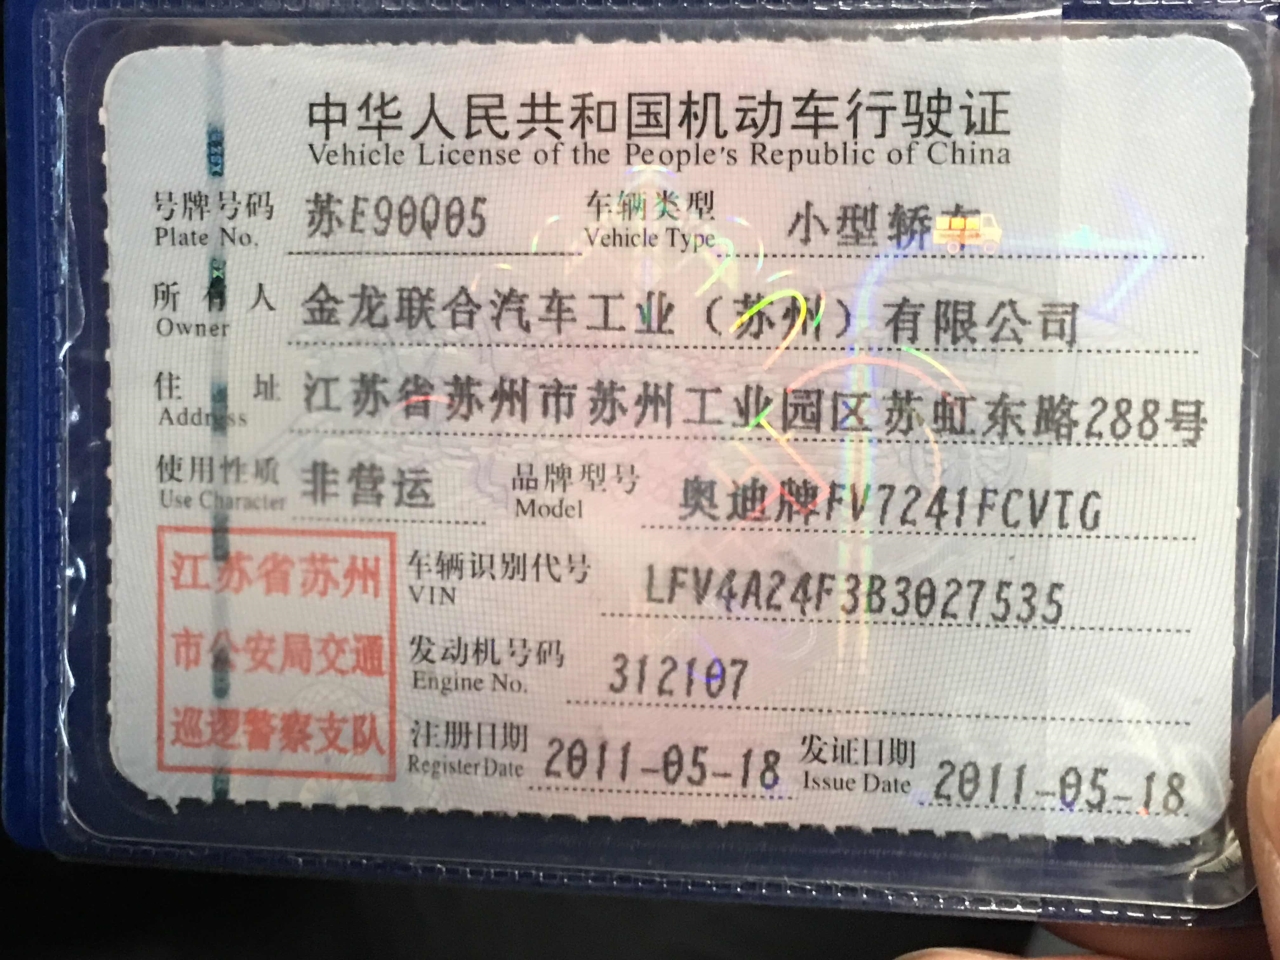 中华人民共和国机动车行驶证
Vehicle License of the People's Republic of China
号牌号码 苏E90Q05 车辆类型 小型轿车
Plate No. Vehicle Type
所有人 金龙联合汽车工业（苏州）有限公司
Owner
住址 江苏省苏州市苏州工业园区苏虹东路288号
Address
使用性质 非营运 品牌型号 奥迪牌FV7241FCVTG
Use Character Model
江苏省苏州
市公安局交通
巡逻警察支队
车辆识别代号 LFV4A24F3B3027535
VIN
发动机号码 312107
Engine No.
注册日期 2011-05-18 发证日期 2011-05-18
Register Date Issue Date